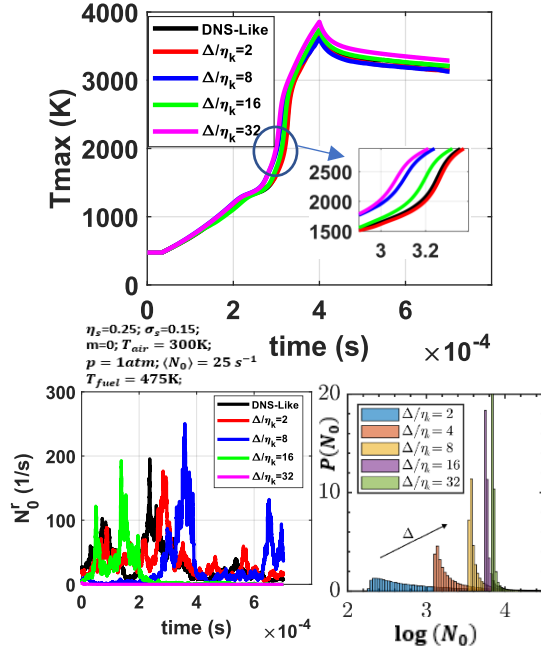 4000
3000
2000
1000
0
Tmax (K)
DNS-Like
Δ/η_k=2
Δ/η_k=8
Δ/η_k=16
Δ/η_k=32
2500
2000
1500
3 3.2
0 2 4 6
time (s)
×10⁻⁴
η_s=0.25; σ_s=0.15;
m=0; T_air = 300K;
p = 1atm; ⟨N_0⟩ = 25 s⁻¹
T_fuel = 475K;
300
200
100
0
N_0^r (1/s)
DNS-Like
Δ/η_k=2
Δ/η_k=8
Δ/η_k=16
Δ/η_k=32
0 2 4 6
time (s)
×10⁻⁴
20
10
0
P(N_0)
Δ/η_k = 2
Δ/η_k = 4
Δ/η_k = 8
Δ/η_k = 16
Δ/η_k = 32
Δ
2 3 4
log (N_0)